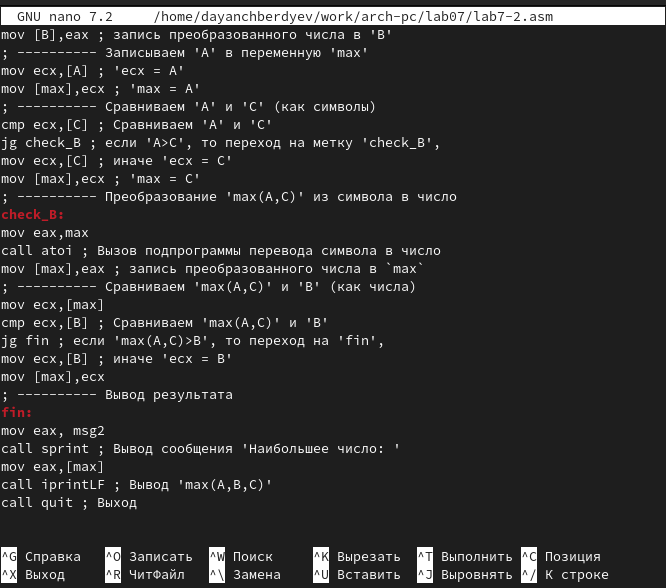 GNU nano 7.2 /home/dayanchberdyev/work/arch-pc/lab07/lab7-2.asm
mov [B],eax ; запись преобразованного числа в 'B'
; ---------- Записываем 'A' в переменную 'max'
mov ecx,[A] ; 'ecx = A'
mov [max],ecx ; 'max = A'
; ---------- Сравниваем 'A' и 'С' (как символы)
cmp ecx,[C] ; Сравниваем 'A' и 'С'
jg check_B ; если 'A>C', то переход на метку 'check_B',
mov ecx,[C] ; иначе 'ecx = C'
mov [max],ecx ; 'max = C'
; ---------- Преобразование 'max(A,C)' из символа в число
check_B:
mov eax,max
call atoi ; Вызов подпрограммы перевода символа в число
mov [max],eax ; запись преобразованного числа в `max`
; ---------- Сравниваем 'max(A,C)' и 'B' (как числа)
mov ecx,[max]
cmp ecx,[B] ; Сравниваем 'max(A,C)' и 'B'
jg fin ; если 'max(A,C)>B', то переход на 'fin',
mov ecx,[B] ; иначе 'ecx = B'
mov [max],ecx
; ---------- Вывод результата
fin:
mov eax, msg2
call sprint ; Вывод сообщения 'Наибольшее число: '
mov eax,[max]
call iprintLF ; Вывод 'max(A,B,C)'
call quit ; Выход
^G Справка ^O Записать ^W Поиск ^K Вырезать ^T Выполнить ^C Позиция
^X Выход ^R ЧитФайл ^\ Замена ^U Вставить ^J Выровнять ^/ К строке